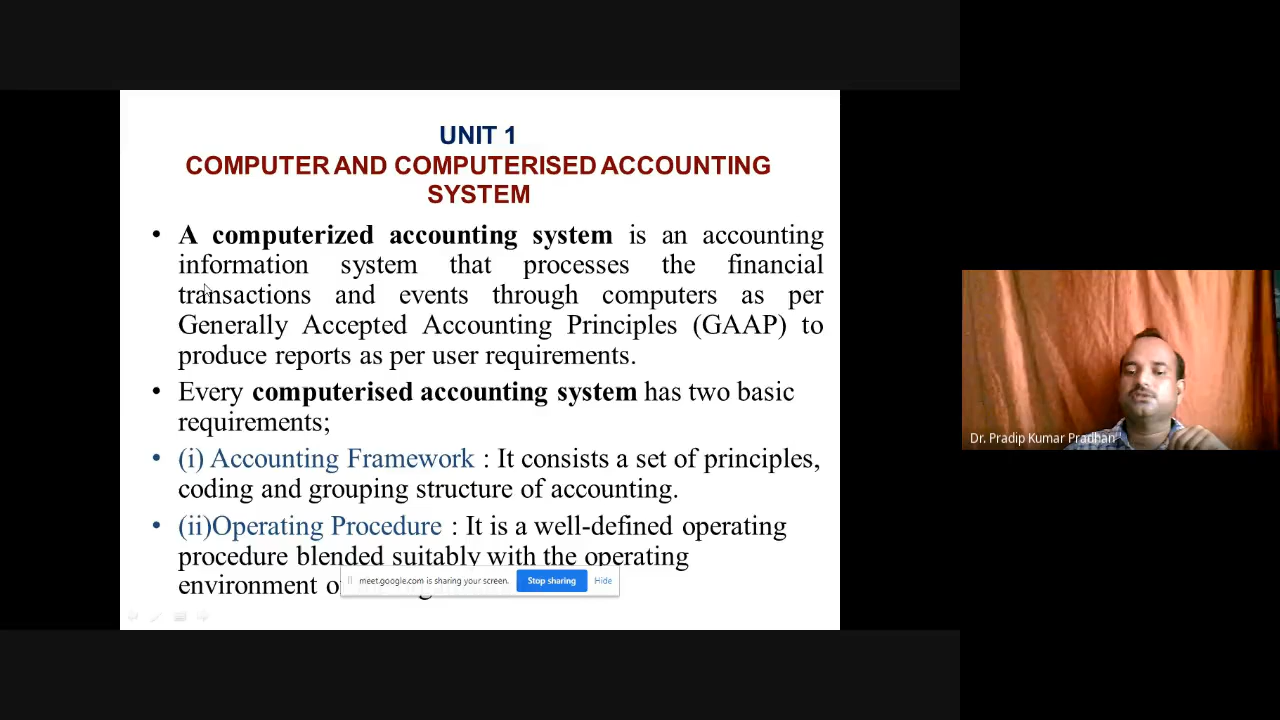 UNIT 1
COMPUTER AND COMPUTERISED ACCOUNTING
SYSTEM
• A computerized accounting system is an accounting
information system that processes the financial
transactions and events through computers as per
Generally Accepted Accounting Principles (GAAP) to
produce reports as per user requirements.
• Every computerised accounting system has two basic
requirements;
• (i) Accounting Framework : It consists a set of principles,
coding and grouping structure of accounting.
• (ii)Operating Procedure : It is a well-defined operating
procedure blended suitably with the operating
environment
meet.google.com is sharing your screen. Stop sharing Hide
Dr. Pradip Kumar Pradhan